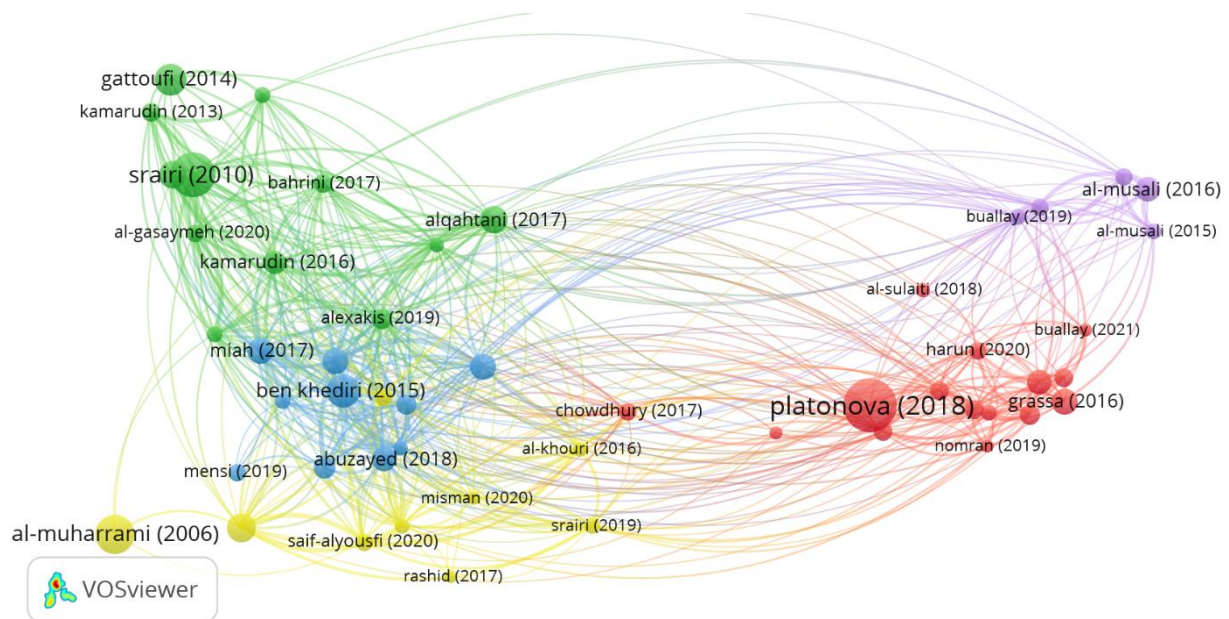 gattoufi (2014)
kamarudin (2013)
srairi (2010)
bahrini (2017)
al-musali (2016)
buallay (2019)
alqahtani (2017)
al-gasaymeh (2020)
al-musali (2015)
kamarudin (2016)
al-sulaiti (2018)
alexakis (2019)
buallay (2021)
miah (2017)
harun (2020)
ben khediri (2015)
platonova (2018)
grassa (2016)
chowdhury (2017)
al-khouri (2016)
nomran (2019)
abuzayed (2018)
mensi (2019)
misman (2020)
srairi (2019)
al-muharrami (2006)
saif-alyousfi (2020)
rashid (2017)
VOSviewer